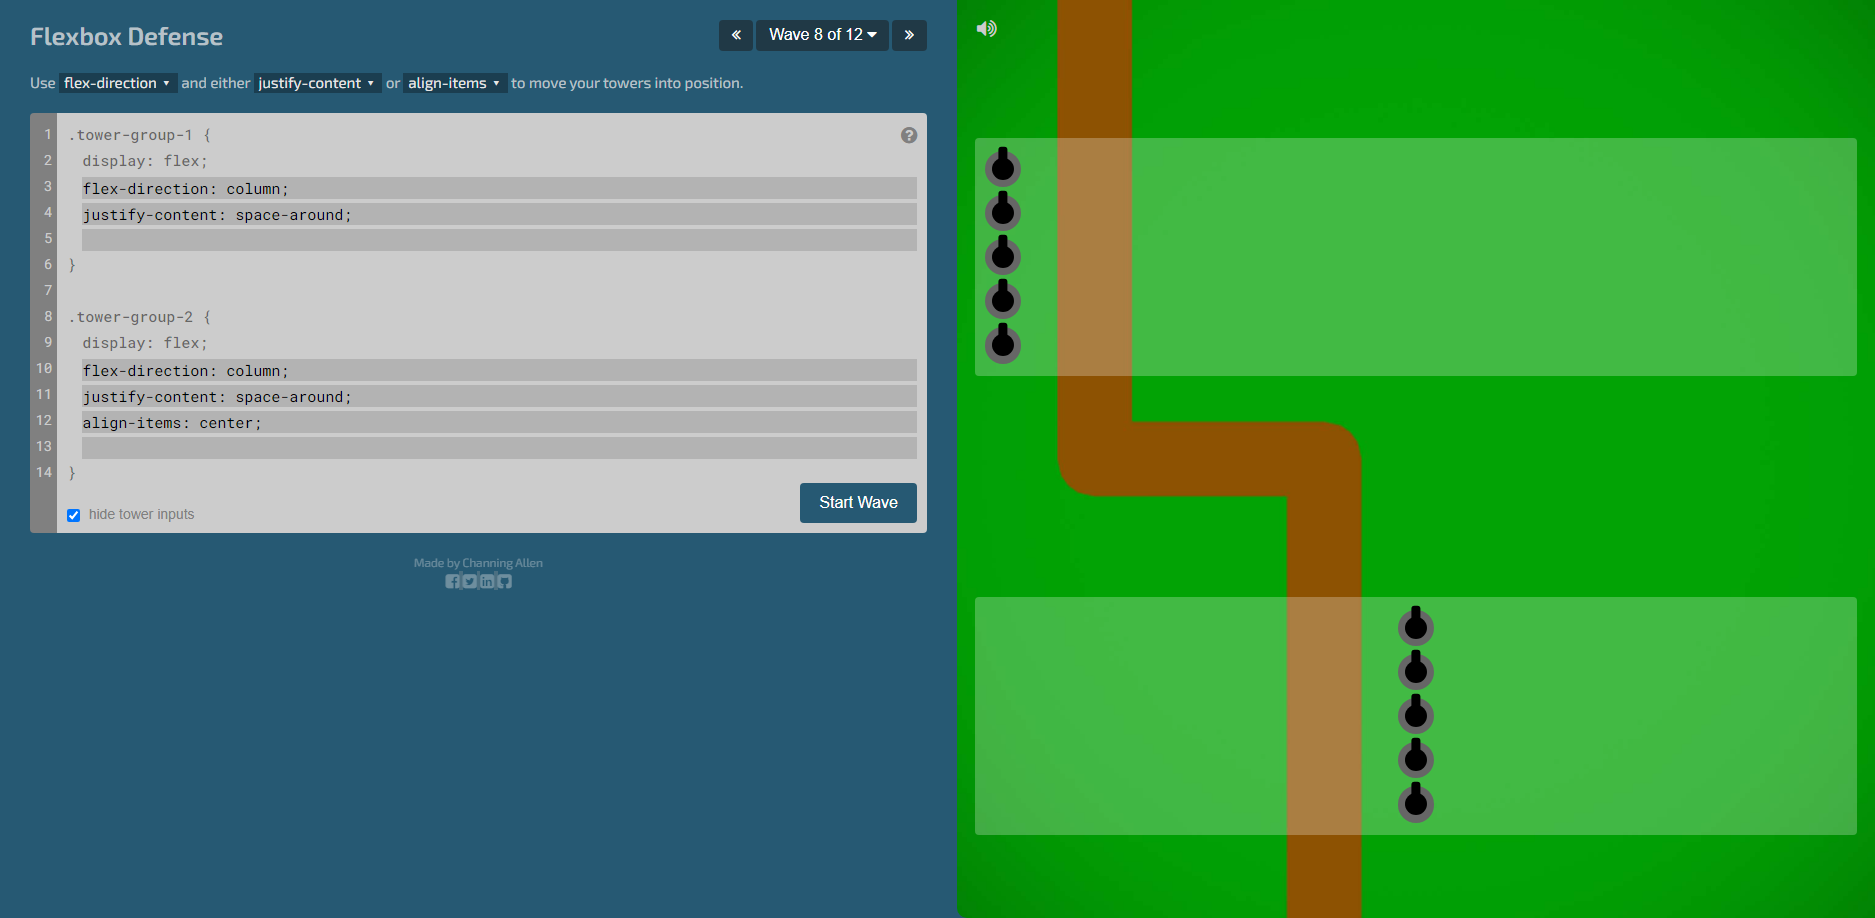 Flexbox Defense
« Wave 8 of 12 »
Use flex-direction and either justify-content or align-items to move your towers into position.
1 .tower-group-1 {
2 display: flex;
3 flex-direction: column;
4 justify-content: space-around;
5
6 }
7
8 .tower-group-2 {
9 display: flex;
10 flex-direction: column;
11 justify-content: space-around;
12 align-items: center;
13
14 }
hide tower inputs
Start Wave
Made by Channing Allen